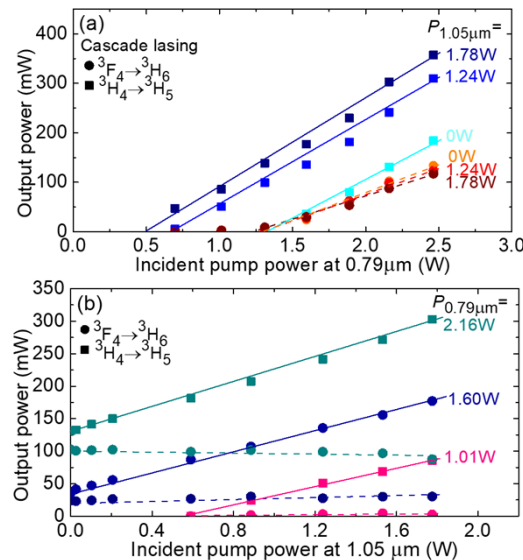 (a)
Cascade lasing
³F₄→³H₆
³H₄→³H₅
P₁.₀₅μm=
1.78W
1.24W
0W
0W
1.24W
1.78W
Output power (mW)
400
300
200
100
0
0.0 0.5 1.0 1.5 2.0 2.5 3.0
Incident pump power at 0.79μm (W)
(b)
³F₄→³H₆
³H₄→³H₅
P₀.₇₉μm=
2.16W
1.60W
1.01W
Output power (mW)
350
300
250
200
150
100
50
0
0.0 0.4 0.8 1.2 1.6 2.0
Incident pump power at 1.05 μm (W)